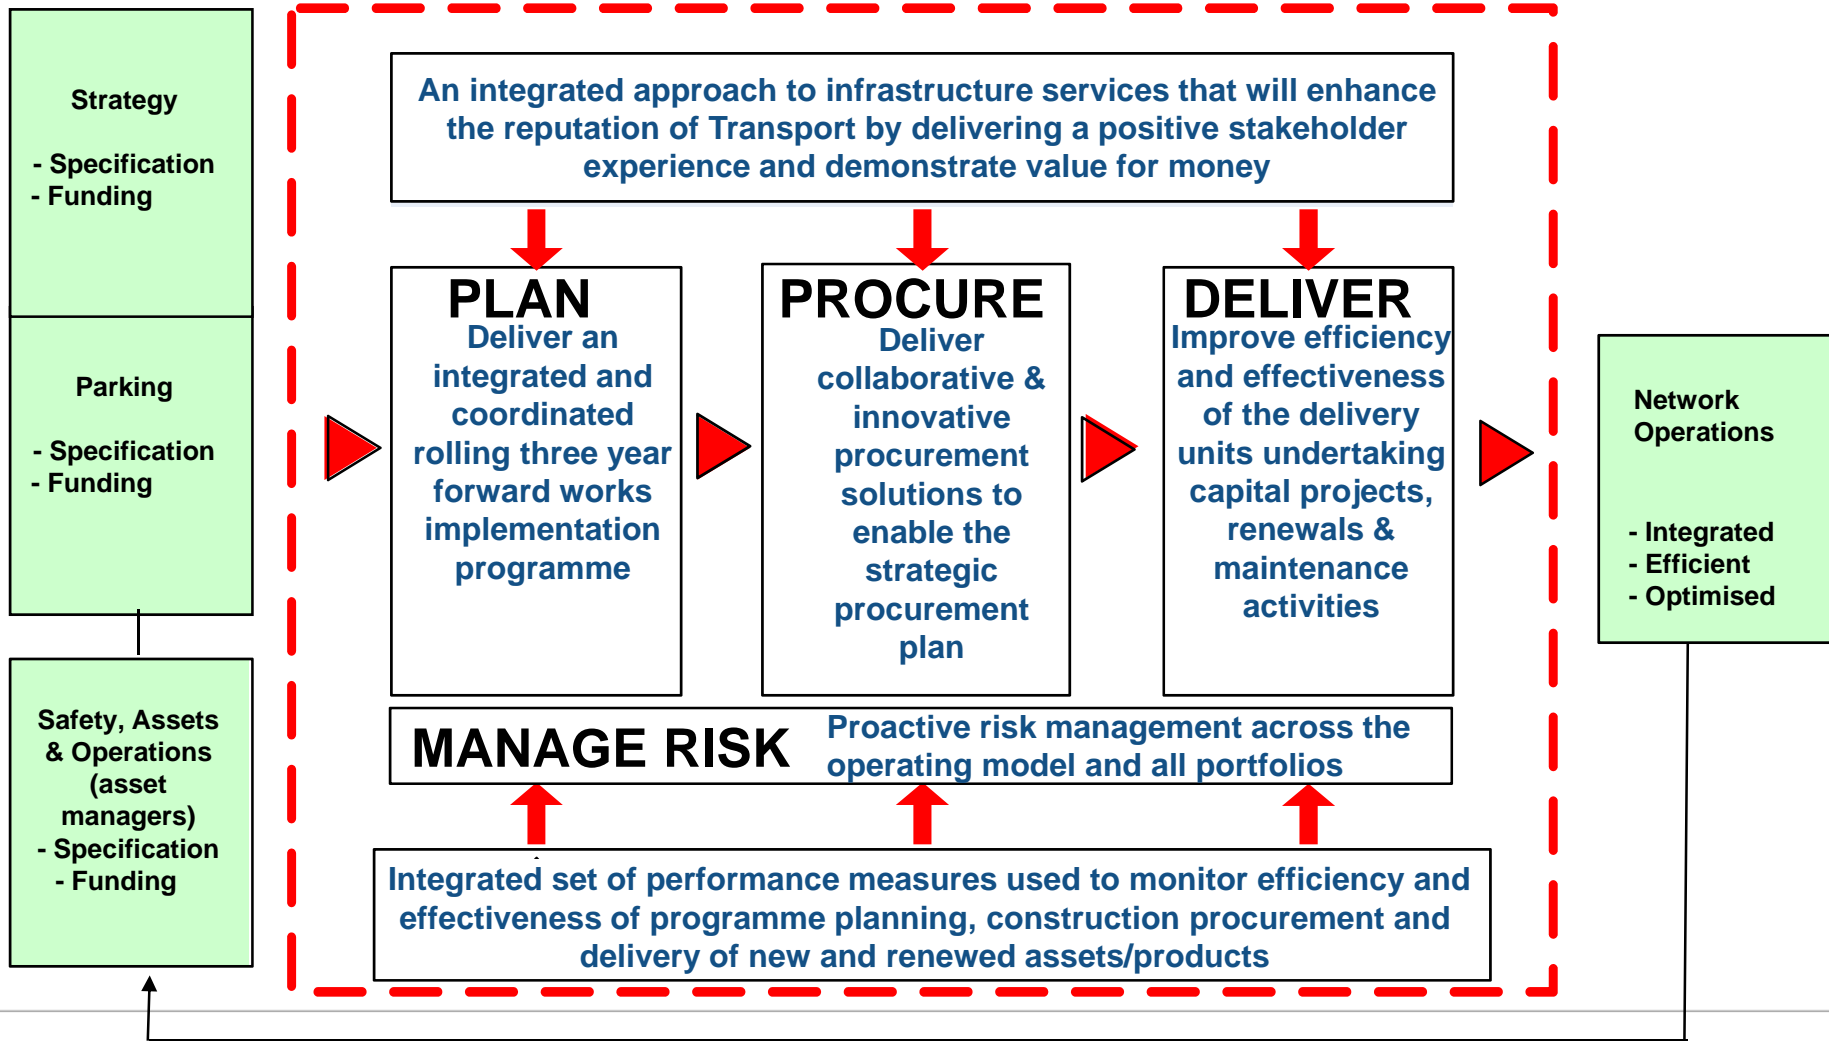 Strategy
- Specification
- Funding
Parking
- Specification
- Funding
Safety, Assets
& Operations
(asset
managers)
- Specification
- Funding
An integrated approach to infrastructure services that will enhance
the reputation of Transport by delivering a positive stakeholder
experience and demonstrate value for money
PLAN
Deliver an
integrated and
coordinated
rolling three year
forward works
implementation
programme
PROCURE
Deliver
collaborative &
innovative
procurement
solutions to
enable the
strategic
procurement
plan
DELIVER
Improve efficiency
and effectiveness
of the delivery
units undertaking
capital projects,
renewals &
maintenance
activities
MANAGE RISK
Proactive risk management across the
operating model and all portfolios
Integrated set of performance measures used to monitor efficiency and
effectiveness of programme planning, construction procurement and
delivery of new and renewed assets/products
Network
Operations
- Integrated
- Efficient
- Optimised